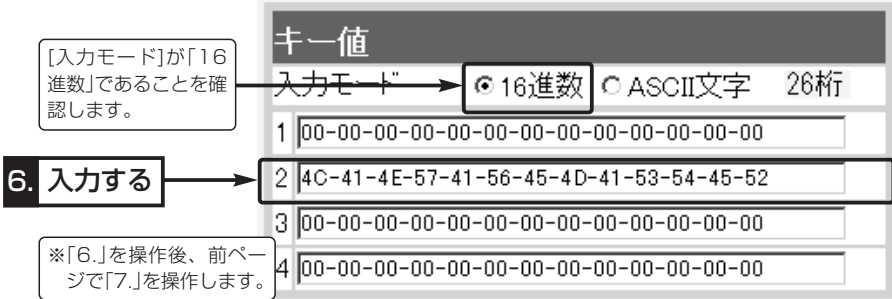 キー値
[入力モード]が「16
進数」であることを確
認します。
入力モード 16進数 ASCII文字 26桁
1 00-00-00-00-00-00-00-00-00-00-00-00-00
6. 入力する
2 4C-41-4E-57-41-56-45-4D-41-53-54-45-52
3 00-00-00-00-00-00-00-00-00-00-00-00-00
※「6.」を操作後、前ペー
ジで「7.」を操作します。
4 00-00-00-00-00-00-00-00-00-00-00-00-00